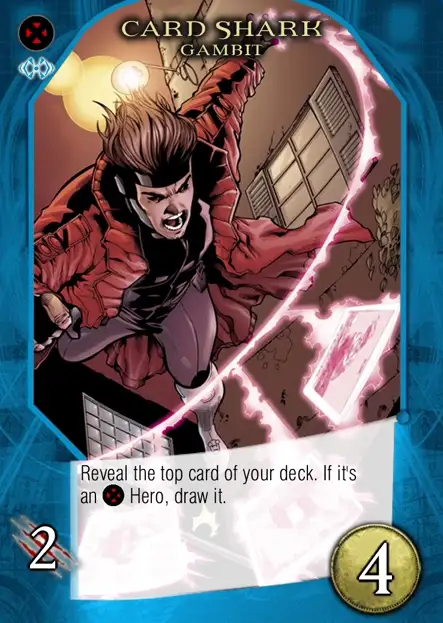 CARD SHARK
GAMBIT
Reveal the top card of your deck. If it's
an Hero, draw it.
2
4